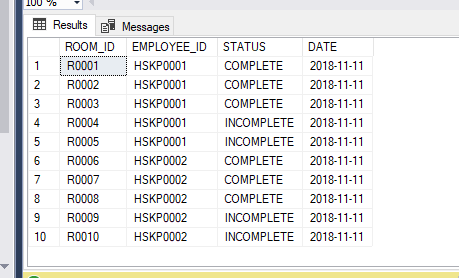 100 %
Results Messages
ROOM_ID EMPLOYEE_ID STATUS DATE
1 R0001 HSKP0001 COMPLETE 2018-11-11
2 R0002 HSKP0001 COMPLETE 2018-11-11
3 R0003 HSKP0001 COMPLETE 2018-11-11
4 R0004 HSKP0001 INCOMPLETE 2018-11-11
5 R0005 HSKP0001 INCOMPLETE 2018-11-11
6 R0006 HSKP0002 COMPLETE 2018-11-11
7 R0007 HSKP0002 COMPLETE 2018-11-11
8 R0008 HSKP0002 COMPLETE 2018-11-11
9 R0009 HSKP0002 INCOMPLETE 2018-11-11
10 R0010 HSKP0002 INCOMPLETE 2018-11-11